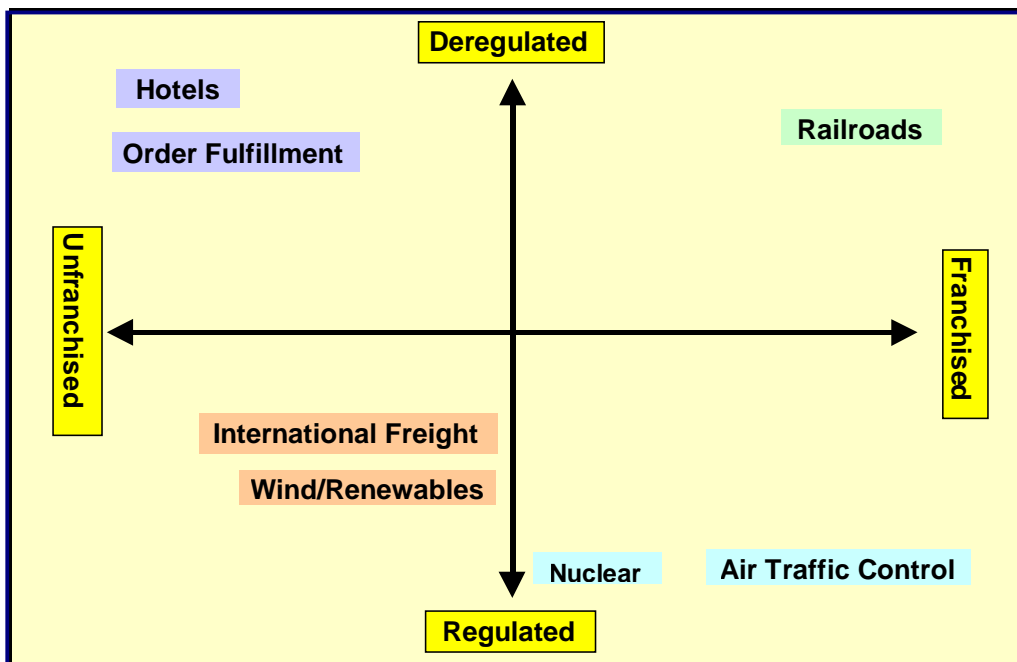 Deregulated
Hotels
Railroads
Order Fulfillment
Unfranchised
Franchised
International Freight
Wind/Renewables
Nuclear
Air Traffic Control
Regulated